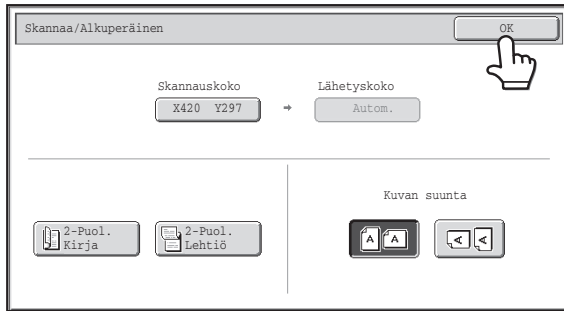 Skannaa/Alkuperäinen
OK
Skannauskoko
Lähetyskoko
X420 Y297
Autom.
Kuvan suunta
2-Puol.
Kirja
2-Puol.
Lehtiö
A A
A A